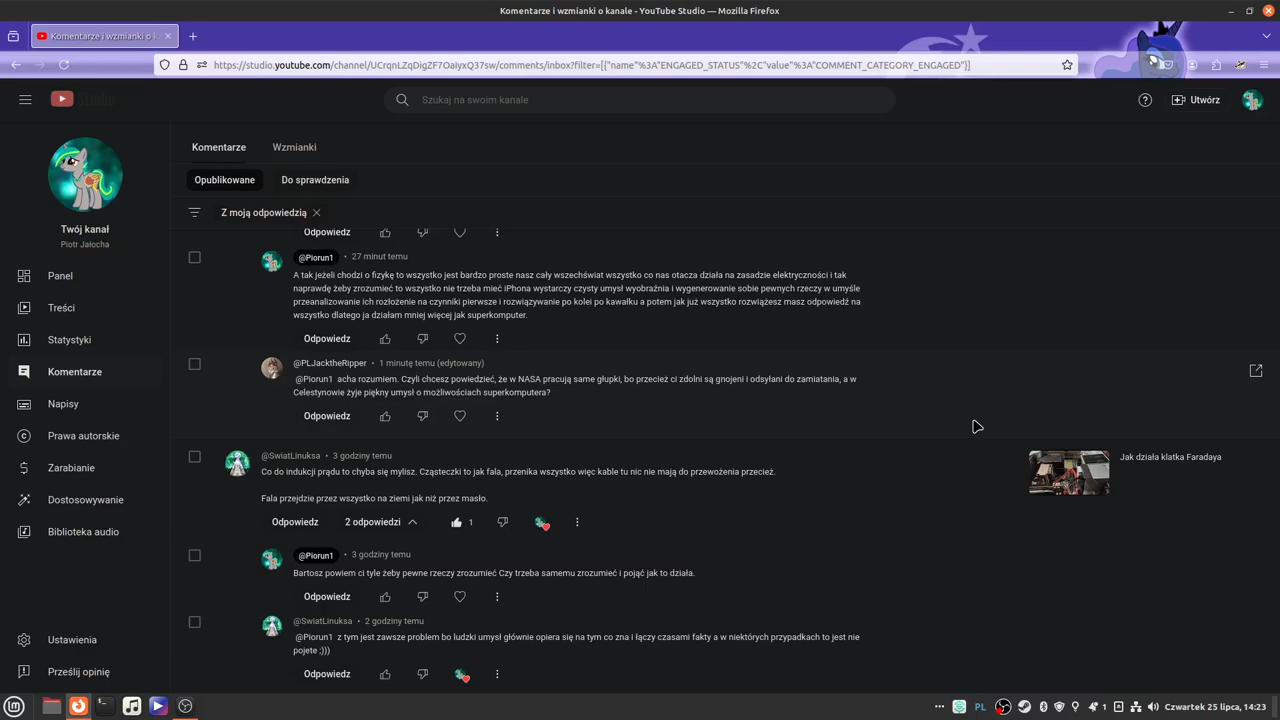 Komentarze i wzmianki o kanale - YouTube Studio — Mozilla Firefox
Komentarze i wzmianki o k
https://studio.youtube.com/channel/UCrqnLZqDigZF7OaIyxQ37sw/comments/inbox?filter=[{"name"%3A"ENGAGED_STATUS"%2C"value"%3A"COMMENT_CATEGORY_ENGAGED"}]
Studio
Szukaj na swoim kanale
Utwórz
Komentarze
Wzmianki
Opublikowane
Do sprawdzenia
Z moją odpowiedzią
Twój kanał
Piotr Jałocha
Panel
Treści
Statystyki
Komentarze
Napisy
Prawa autorskie
Zarabianie
Dostosowywanie
Biblioteka audio
Ustawienia
Prześlij opinię
Odpowiedz
@Piorun1 • 27 minut temu
A tak jeżeli chodzi o fizykę to wszystko jest bardzo proste nasz cały wszechświat wszystko co nas otacza działa na zasadzie elektryczności i tak
naprawdę żeby zrozumieć to wszystko nie trzeba mieć iPhona wystarczy czysty umysł wyobraźnia i wygenerowanie sobie pewnych rzeczy w umyśle
przeanalizowanie ich rozłożenie na czynniki pierwsze i rozwiązywanie po kolei po kawałku a potem jak już wszystko rozwiążesz masz odpowiedź na
wszystko dlatego ja działam mniej więcej jak superkomputer.
Odpowiedz
@PLJacktheRipper • 1 minutę temu (edytowany)
@Piorun1 acha rozumiem. Czyli chcesz powiedzieć, że w NASA pracują same głupki, bo przecież ci zdolni są gnojeni i odsyłani do zamiatania, a w
Celestynowie żyje piękny umysł o możliwościach superkomputera?
Odpowiedz
@SwiatLinuksa • 3 godziny temu
Co do indukcji prądu to chyba się mylisz. Cząsteczki to jak fala, przenika wszystko więc kable tu nic nie mają do przewożenia przecież.
Fala przejdzie przez wszystko na ziemi jak niż przez masło.
Odpowiedz
2 odpowiedzi
1
Jak działa klatka Faradaya
@Piorun1 • 3 godziny temu
Bartosz powiem ci tyle żeby pewne rzeczy zrozumieć Czy trzeba samemu zrozumieć i pojąć jak to działa.
Odpowiedz
@SwiatLinuksa • 2 godziny temu
@Piorun1 z tym jest zawsze problem bo ludzki umysł głównie opiera się na tym co zna i łączy czasami fakty a w niektórych przypadkach to jest nie
pojete ;)))
Odpowiedz
PL
1
Czwartek 25 lipca, 14:23